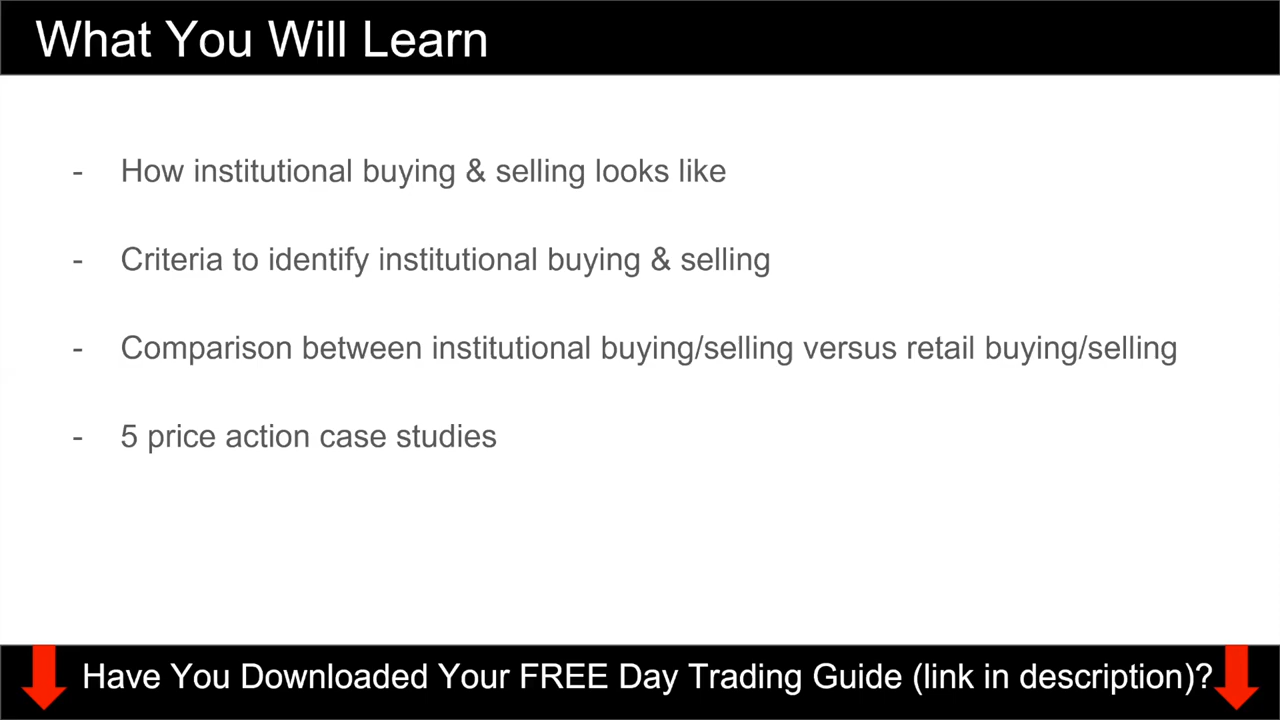 What You Will Learn
- How institutional buying & selling looks like
- Criteria to identify institutional buying & selling
- Comparison between institutional buying/selling versus retail buying/selling
- 5 price action case studies
Have You Downloaded Your FREE Day Trading Guide (link in description)?